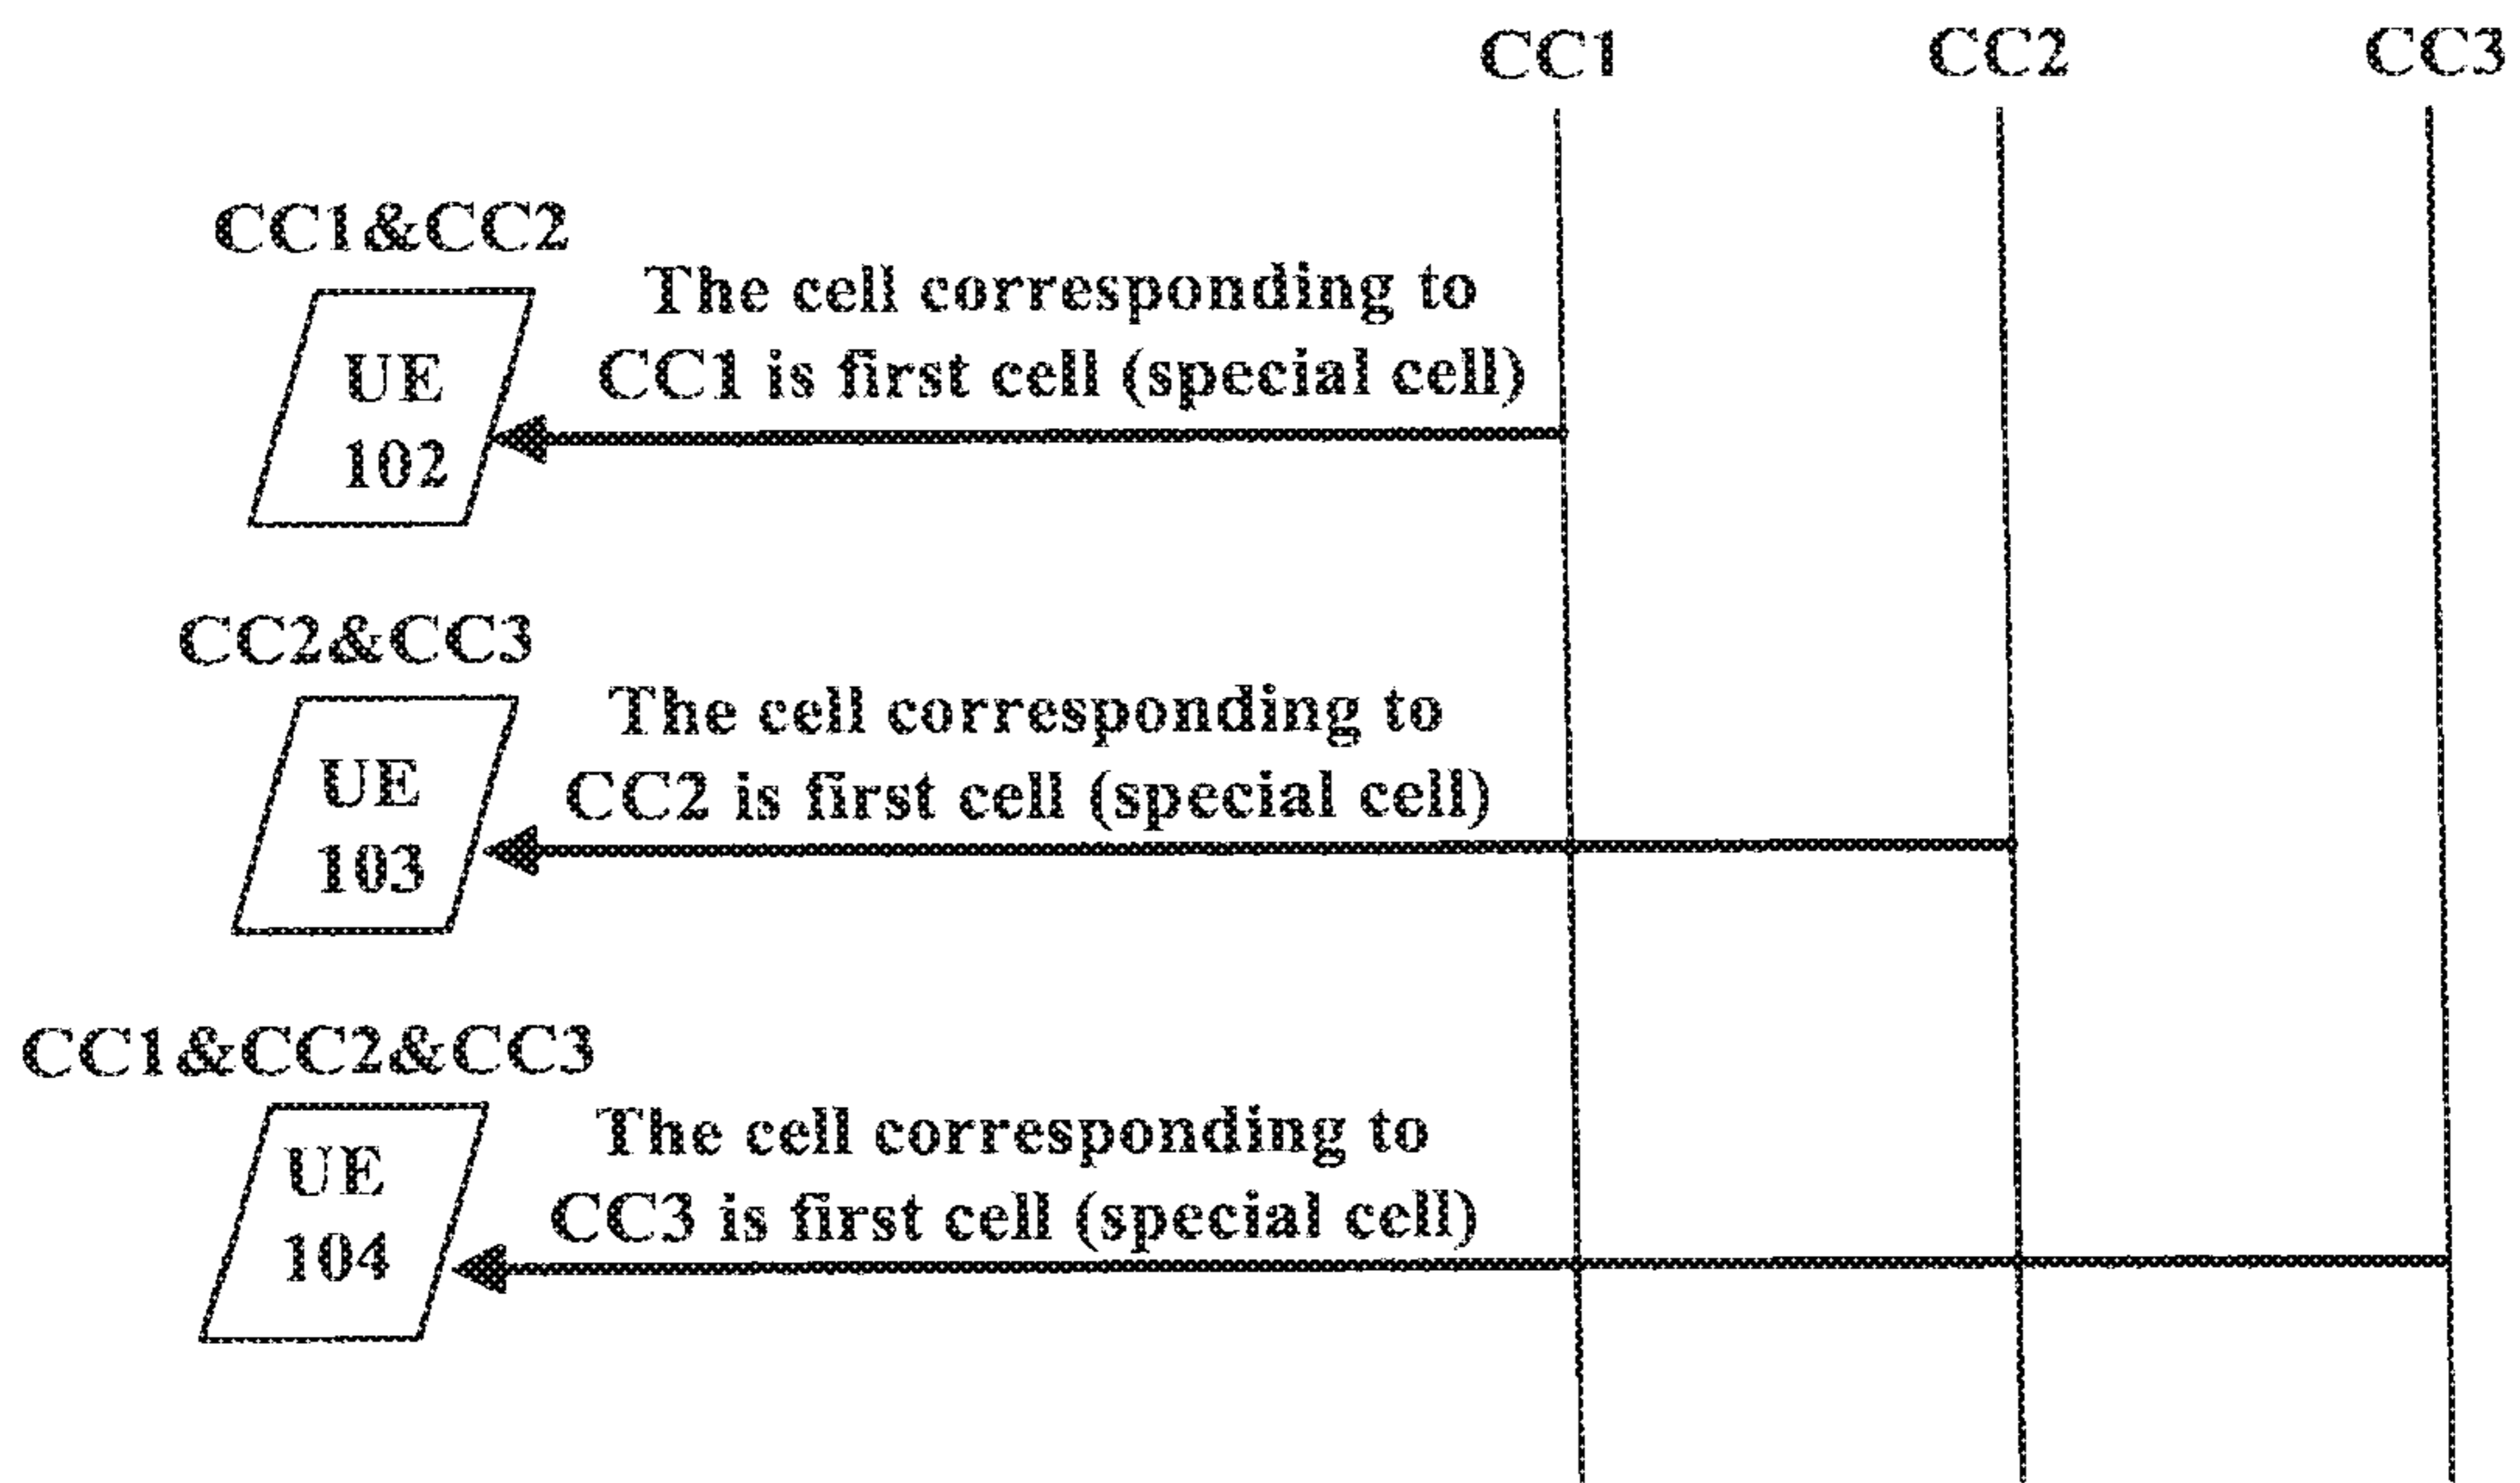 CC1 CC2 CC3
CC1&CC2
The cell corresponding to
CC1 is first cell (special cell)
UE
102
CC2&CC3
The cell corresponding to
CC2 is first cell (special cell)
UE
103
CC1&CC2&CC3
The cell corresponding to
CC3 is first cell (special cell)
UE
104